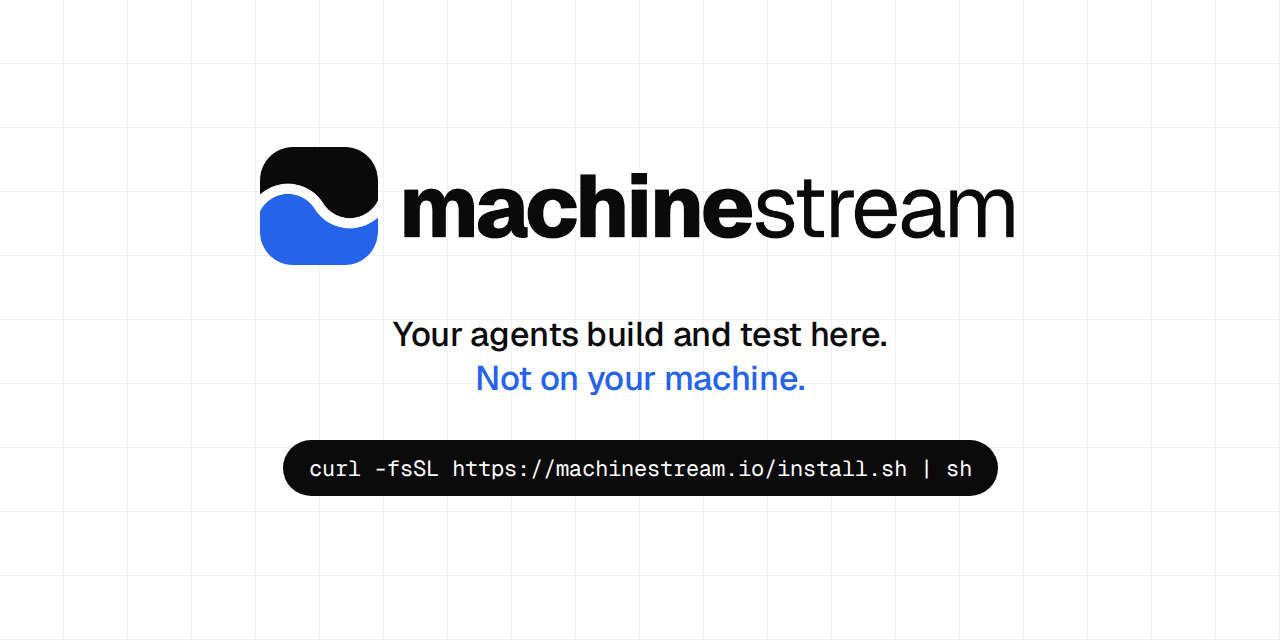 machinestream
Your agents build and test here.
Not on your machine.
curl -fsSL https://machinestream.io/install.sh | sh